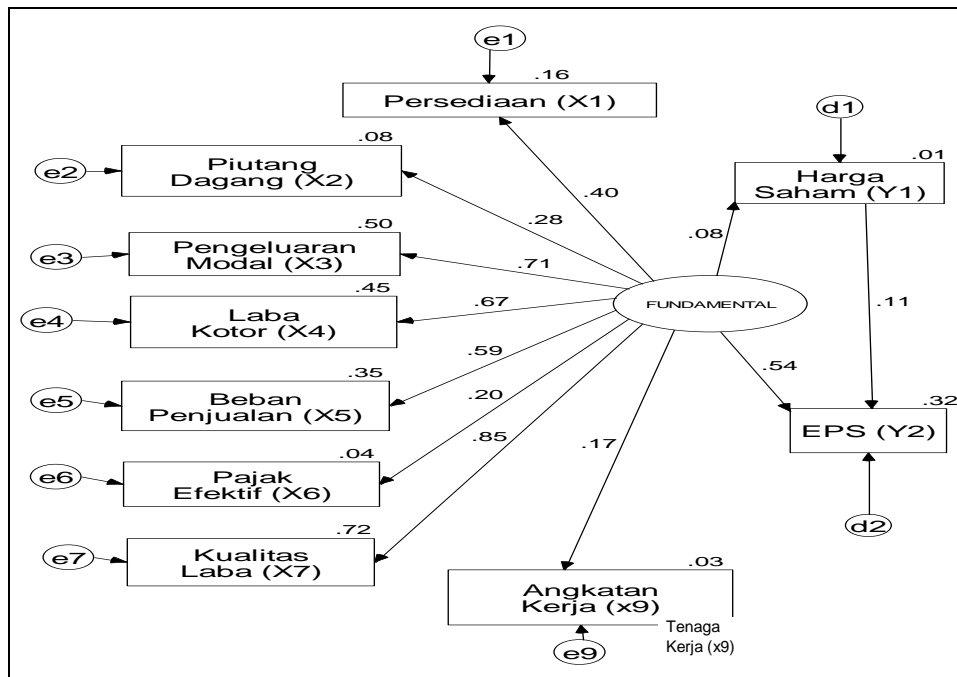 e1
.16
Persediaan (X1)
d1
.08
e2
Piutang
Dagang (X2)
.01
Harga
Saham (Y1)
.40
.28
.50
e3
Pengeluaran
Modal (X3)
.71
.08
FUNDAMENTAL
.45
e4
Laba
Kotor (X4)
.67
.11
.59
.35
e5
Beban
Penjualan (X5)
.20
.54
.32
EPS (Y2)
.85
.17
.04
e6
Pajak
Efektif (X6)
d2
.72
e7
Kualitas
Laba (X7)
.03
Angkatan
Kerja (x9)
Tenaga
Kerja (x9)
e9